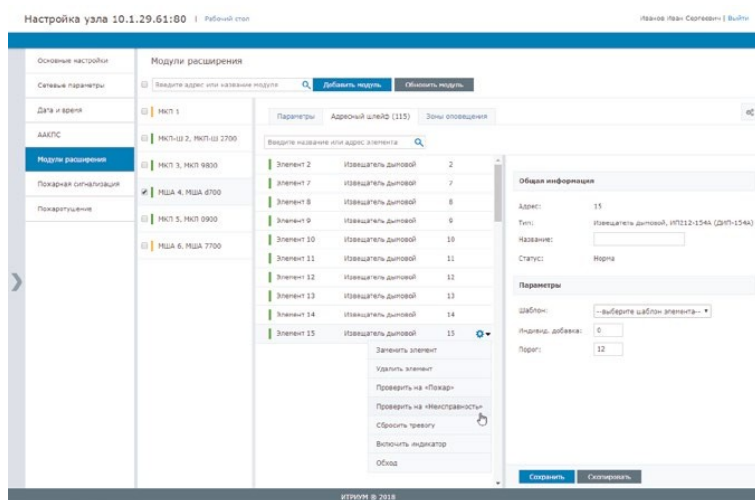 Настройка узла 10.1.29.61:80 | Рабочий стол
Иванов Иван Сергеевич | Выйти
Основные настройки
Сетевые параметры
Дата и время
ААКПС
Модули расширения
Пожарная сигнализация
Пожаротушение
Модули расширения
Введите адрес или название модуля
Добавить модуль
Обновить модуль
МКП 1
МКП-Ш 2, МКП-Ш 2700
МКП 3, МКП 9800
МША 4, МША d700
МКП 5, МКП 0900
МША 6, МША 7700
Параметры
Адресный шлейф (115)
Зоны оповещения
Введите название или адрес элемента
Элемент 2 Извещатель дымовой 2
Элемент 7 Извещатель дымовой 7
Элемент 8 Извещатель дымовой 8
Элемент 9 Извещатель дымовой 9
Элемент 10 Извещатель дымовой 10
Элемент 11 Извещатель дымовой 11
Элемент 12 Извещатель дымовой 12
Элемент 13 Извещатель дымовой 13
Элемент 14 Извещатель дымовой 14
Элемент 15 Извещатель дымовой 15
Заменить элемент
Удалить элемент
Проверить на «Пожар»
Проверить на «Неисправность»
Сбросить тревогу
Включить индикатор
Обход
Общая информация
Адрес: 15
Тип: Извещатель дымовой, ИП212-154А (ДИП-154А)
Название:
Статус: Норма
Параметры
Шаблон: --выберите шаблон элемента--
Индивид. добавка: 0
Порог: 12
Сохранить
Скопировать
ИТРИУМ © 2018